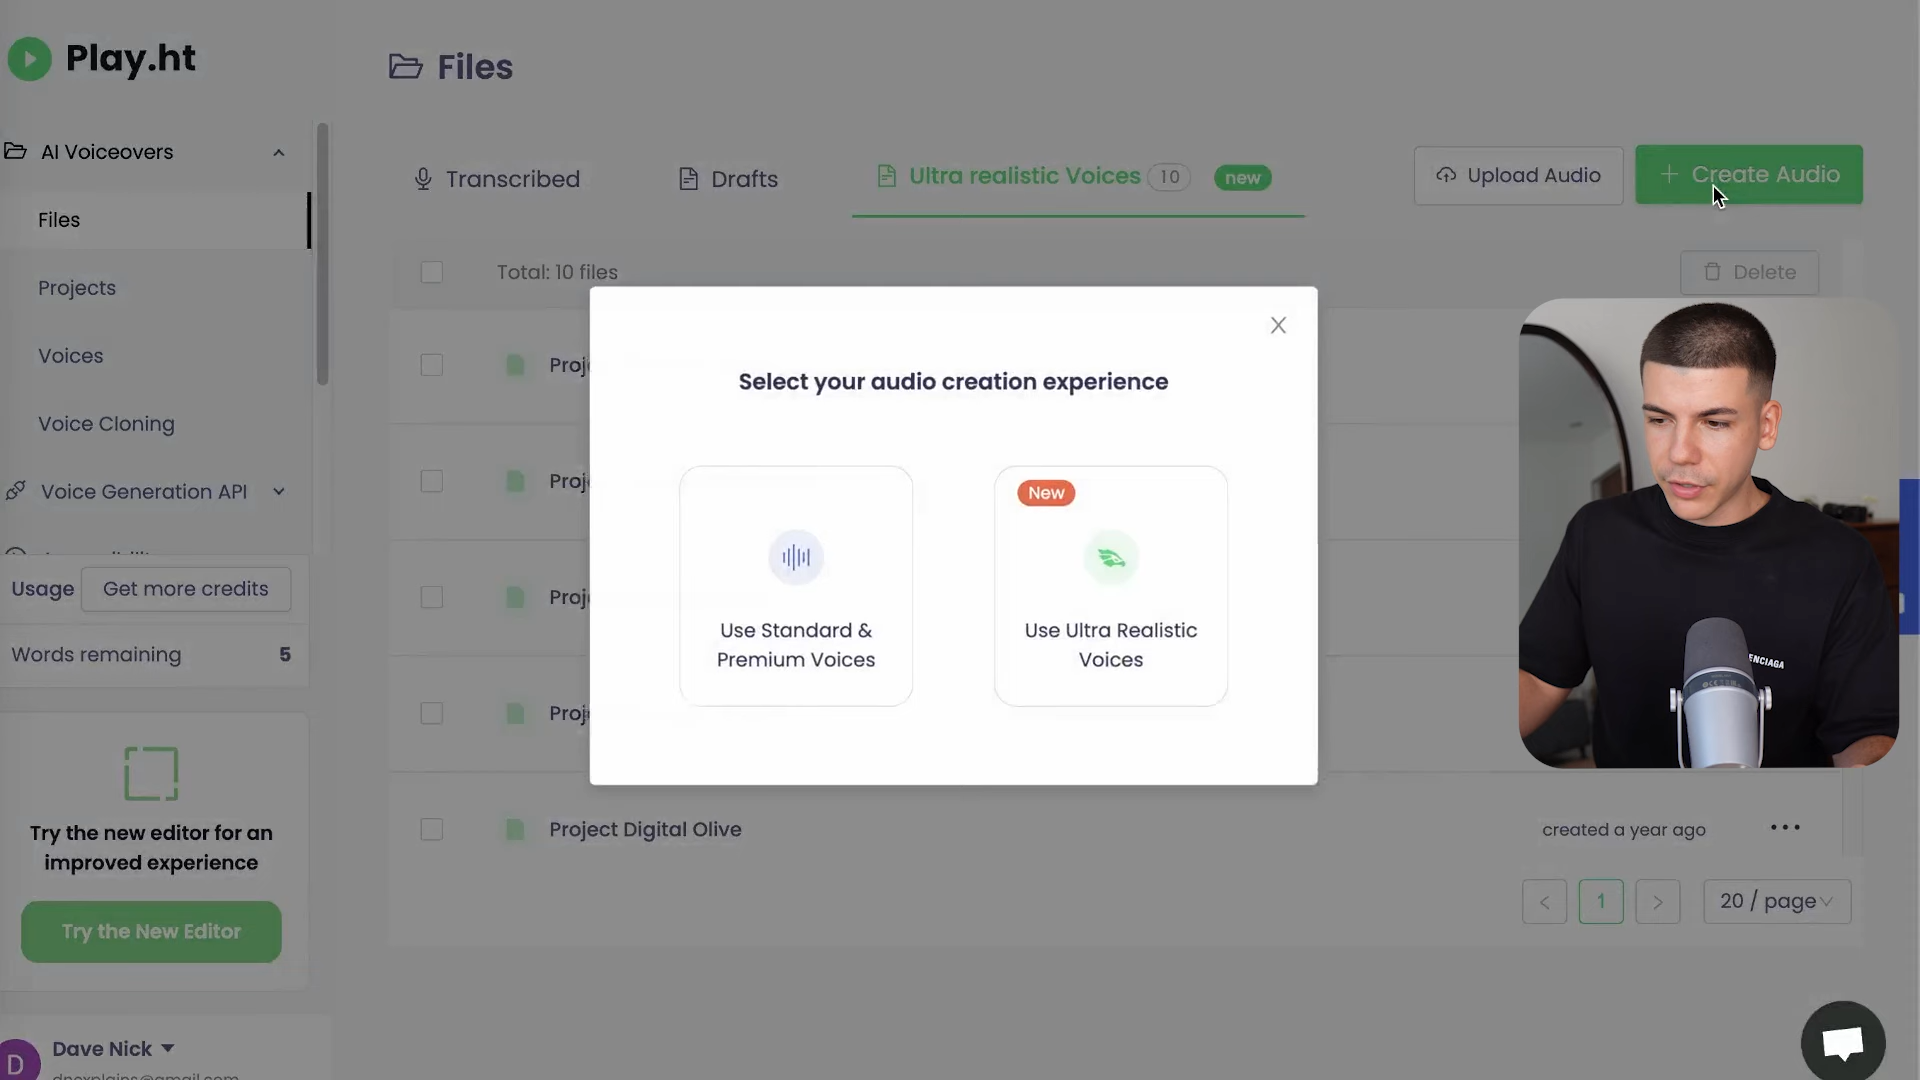 Play.ht
Files
AI Voiceovers
Files
Projects
Voices
Voice Cloning
Voice Generation API
Usage
Get more credits
Words remaining 5
Try the new editor for an
improved experience
Try the New Editor
D
Dave Nick
dnexplains@gmail.com
Transcribed
Drafts
Ultra realistic Voices 10 new
Upload Audio
+ Create Audio
Total: 10 files
Delete
Proj
Proj
Proj
Proj
Project Digital Olive
created a year ago
< 1 >
20 / page
Select your audio creation experience
Use Standard &
Premium Voices
New
Use Ultra Realistic
Voices
ENCIAGA